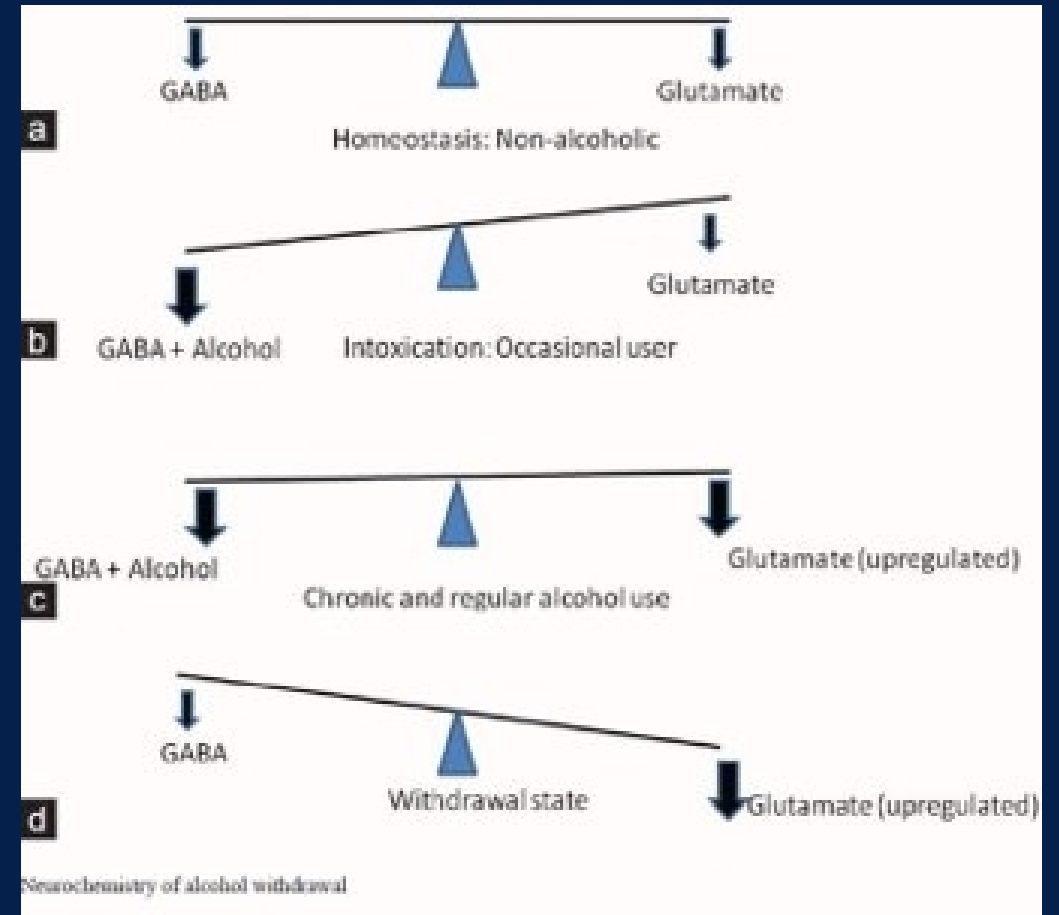 GABA
Glutamate
a
Homeostasis: Non-alcoholic
Glutamate
b
GABA + Alcohol
Intoxication: Occasional user
GABA + Alcohol
Glutamate (upregulated)
c
Chronic and regular alcohol use
GABA
Withdrawal state
Glutamate (upregulated)
d
Neurochemistry of alcohol withdrawal